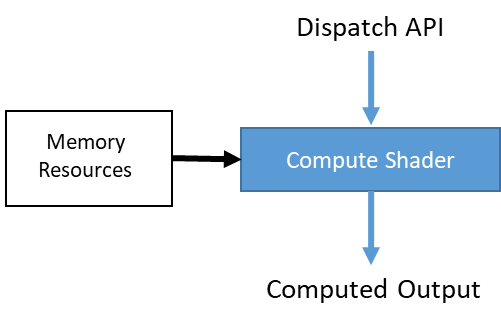 Dispatch API
Memory
Resources
Compute Shader
Computed Output